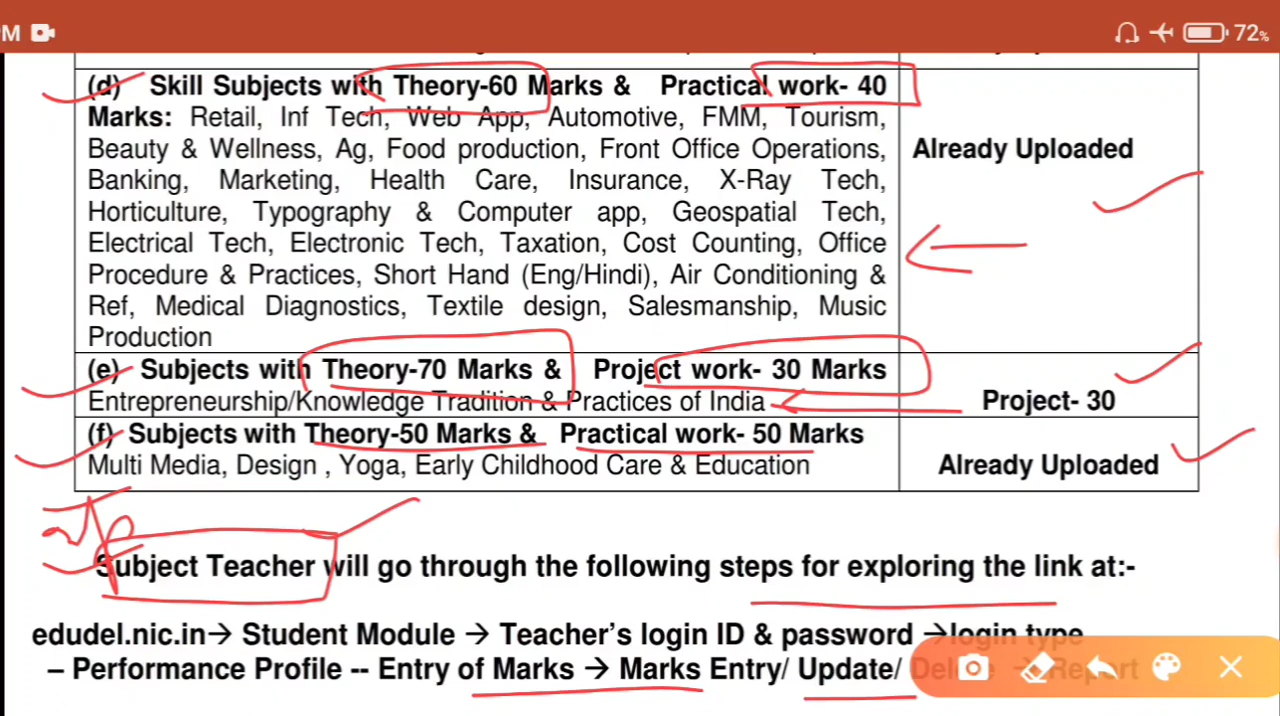 M 72%
(d) Skill Subjects with Theory-60 Marks & Practical work- 40
Marks: Retail, Inf Tech, Web App, Automotive, FMM, Tourism,
Beauty & Wellness, Ag, Food production, Front Office Operations,
Already Uploaded
Banking, Marketing, Health Care, Insurance, X-Ray Tech,
Horticulture, Typography & Computer app, Geospatial Tech,
Electrical Tech, Electronic Tech, Taxation, Cost Counting, Office
Procedure & Practices, Short Hand (Eng/Hindi), Air Conditioning &
Ref, Medical Diagnostics, Textile design, Salesmanship, Music
Production
(e) Subjects with Theory-70 Marks & Project work- 30 Marks
Entrepreneurship/Knowledge Tradition & Practices of India
Project- 30
(f) Subjects with Theory-50 Marks & Practical work- 50 Marks
Multi Media, Design , Yoga, Early Childhood Care & Education
Already Uploaded
Subject Teacher will go through the following steps for exploring the link at:-
edudel.nic.in→ Student Module → Teacher's login ID & password →login type
– Performance Profile -- Entry of Marks → Marks Entry/ Update/ Delete → Report